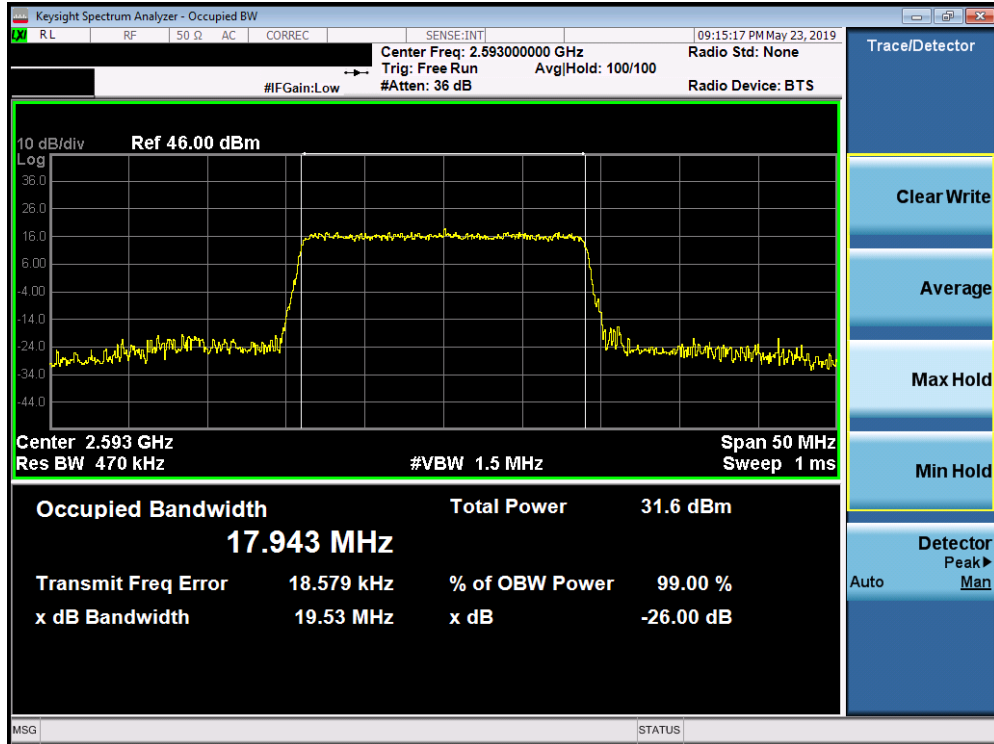 Keysight Spectrum Analyzer - Occupied BW
LXI RL RF 50 Ω AC CORREC SENSE:INT 09:15:17 PM May 23, 2019
Center Freq: 2.593000000 GHz Radio Std: None
Trig: Free Run Avg|Hold: 100/100
#IFGain:Low #Atten: 36 dB Radio Device: BTS
10 dB/div Ref 46.00 dBm
Log
36.0
26.0
16.0
6.00
-4.00
-14.0
-24.0
-34.0
-44.0
Center 2.593 GHz Span 50 MHz
Res BW 470 kHz #VBW 1.5 MHz Sweep 1 ms
Occupied Bandwidth Total Power 31.6 dBm
17.943 MHz
Transmit Freq Error 18.579 kHz % of OBW Power 99.00 %
x dB Bandwidth 19.53 MHz x dB -26.00 dB
MSG STATUS
Trace/Detector
Clear Write
Average
Max Hold
Min Hold
Detector
Peak▶
Auto Man